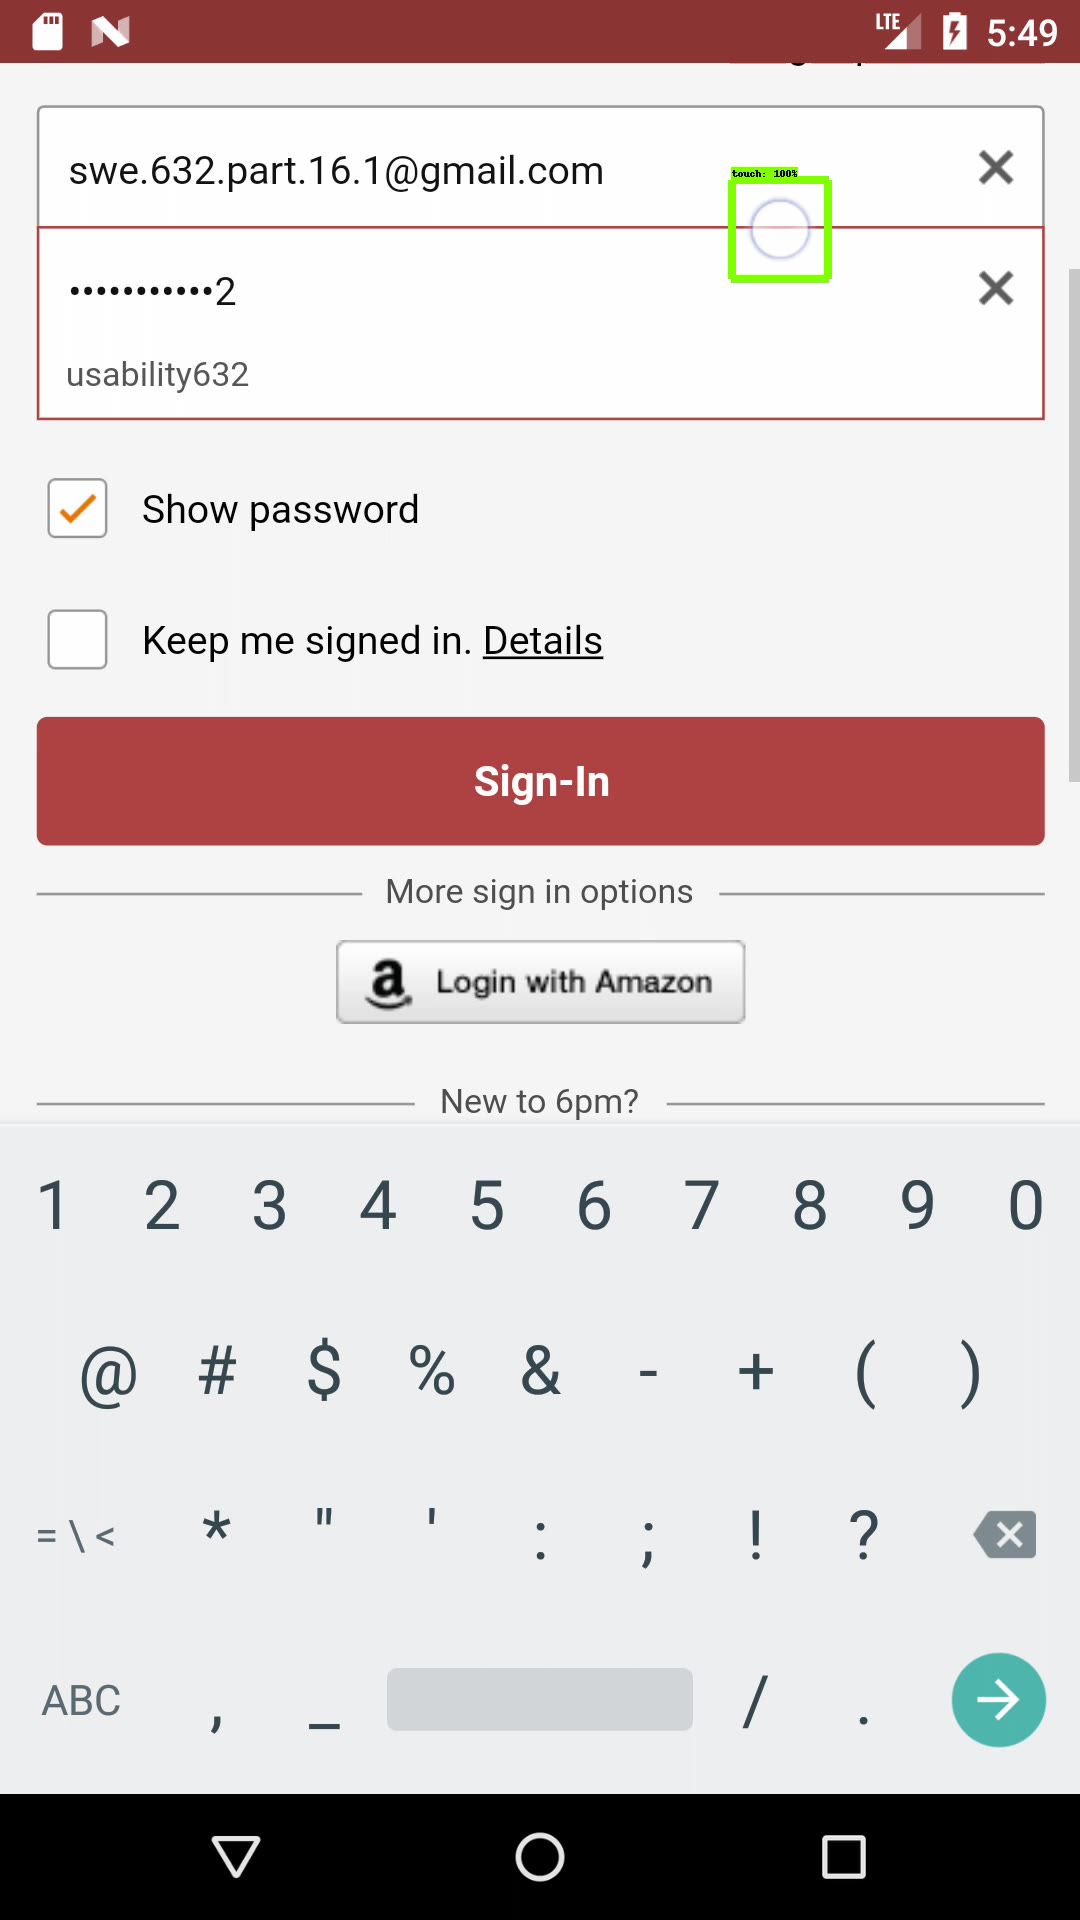 LTE 5:49
swe.632.part.16.1@gmail.com
touch: 100%
•••••••••••2
usability632
Show password
Keep me signed in. Details
Sign-In
More sign in options
a Login with Amazon
New to 6pm?
1 2 3 4 5 6 7 8 9 0
@ # $ % & - + ( )
= \ < * " ' : ; ! ?
ABC , _ / .